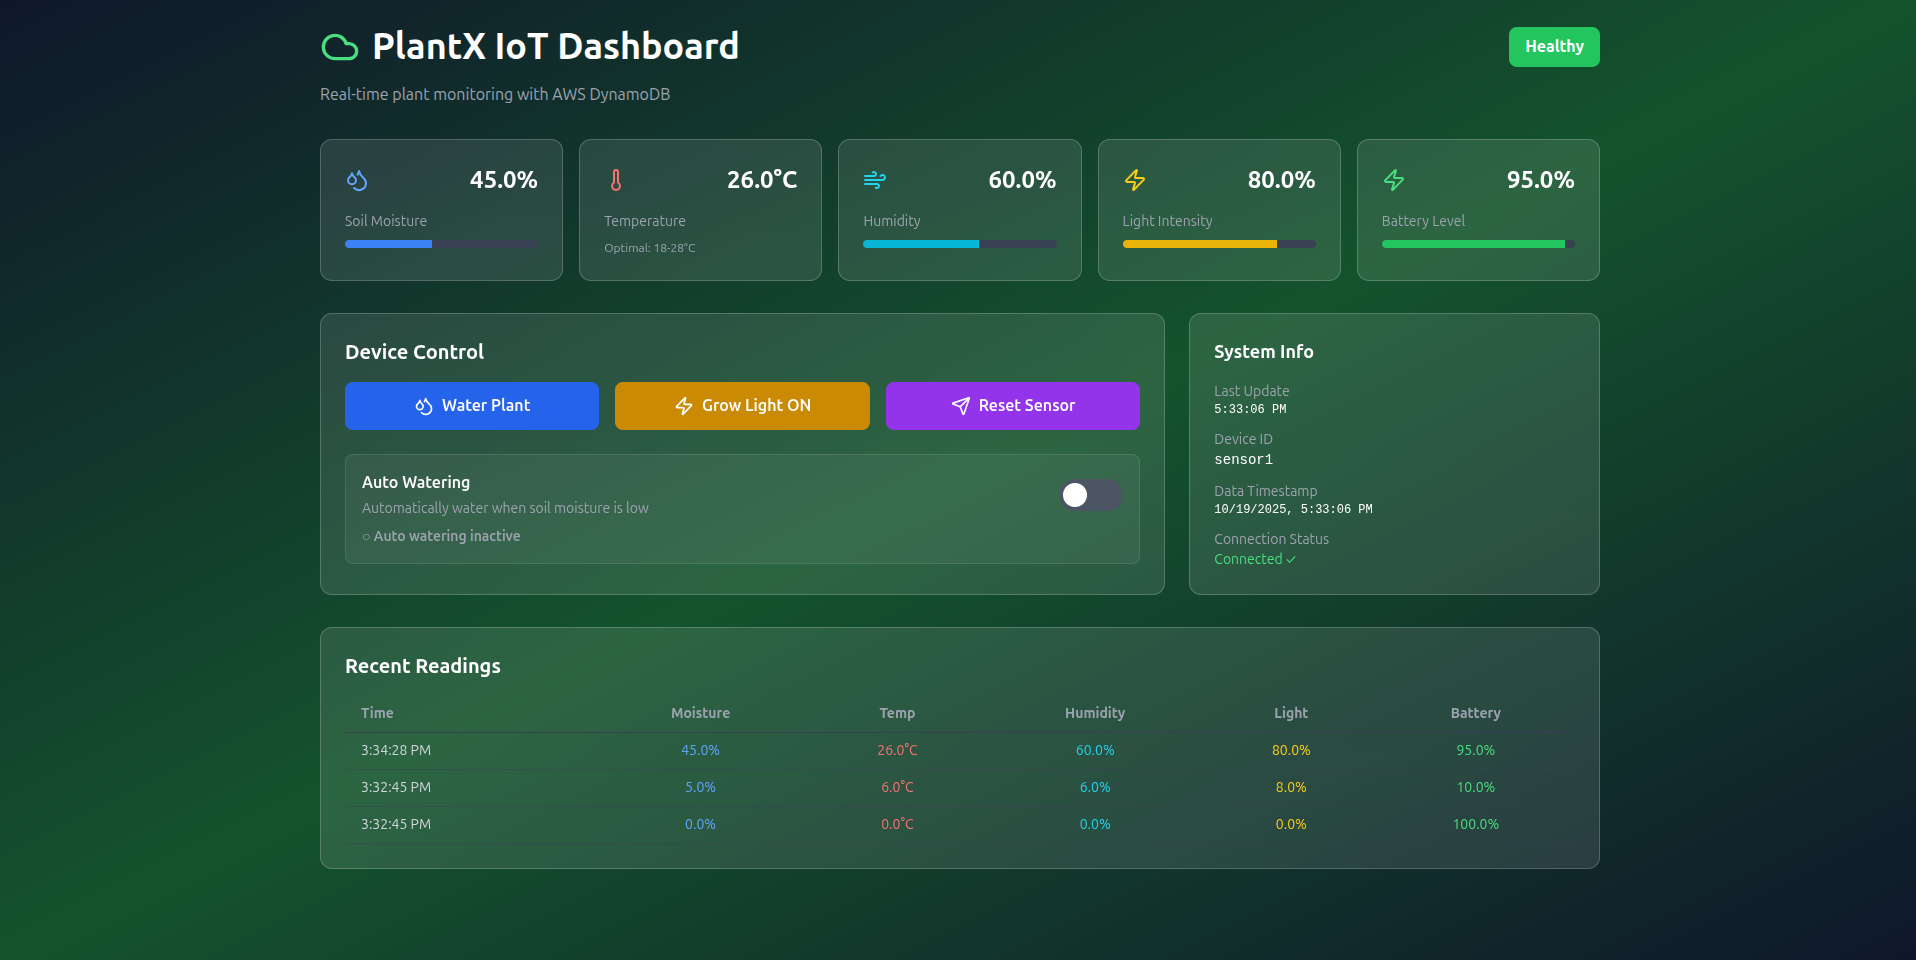 PlantX IoT Dashboard
Healthy
Real-time plant monitoring with AWS DynamoDB
45.0%
Soil Moisture
26.0°C
Temperature
Optimal: 18-28°C
60.0%
Humidity
80.0%
Light Intensity
95.0%
Battery Level
Device Control
Water Plant
Grow Light ON
Reset Sensor
Auto Watering
Automatically water when soil moisture is low
○ Auto watering inactive
System Info
Last Update
5:33:06 PM
Device ID
sensor1
Data Timestamp
10/19/2025, 5:33:06 PM
Connection Status
Connected ✓
Recent Readings
Time Moisture Temp Humidity Light Battery
3:34:28 PM 45.0% 26.0°C 60.0% 80.0% 95.0%
3:32:45 PM 5.0% 6.0°C 6.0% 8.0% 10.0%
3:32:45 PM 0.0% 0.0°C 0.0% 0.0% 100.0%